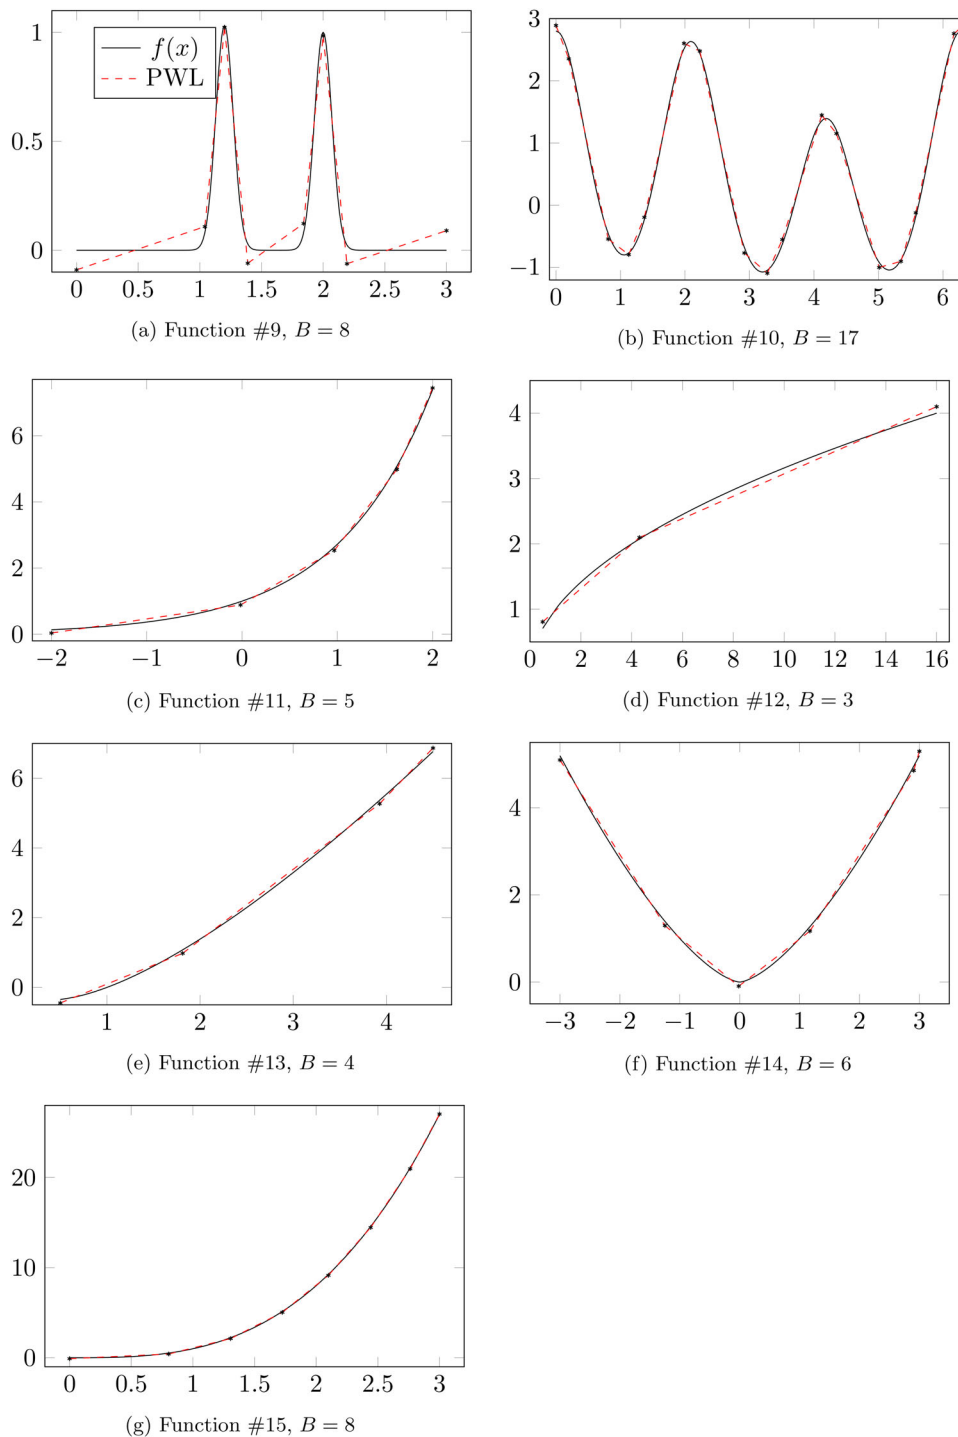 1
0.5
0
f(x)
PWL
0 0.5 1 1.5 2 2.5 3
(a) Function #9, B = 8
3
2
1
0
−1
0 1 2 3 4 5 6
(b) Function #10, B = 17
6
4
2
0
−2 −1 0 1 2
(c) Function #11, B = 5
4
3
2
1
0 2 4 6 8 10 12 14 16
(d) Function #12, B = 3
6
4
2
0
1 2 3 4
(e) Function #13, B = 4
4
2
0
−3 −2 −1 0 1 2 3
(f) Function #14, B = 6
20
10
0
0 0.5 1 1.5 2 2.5 3
(g) Function #15, B = 8